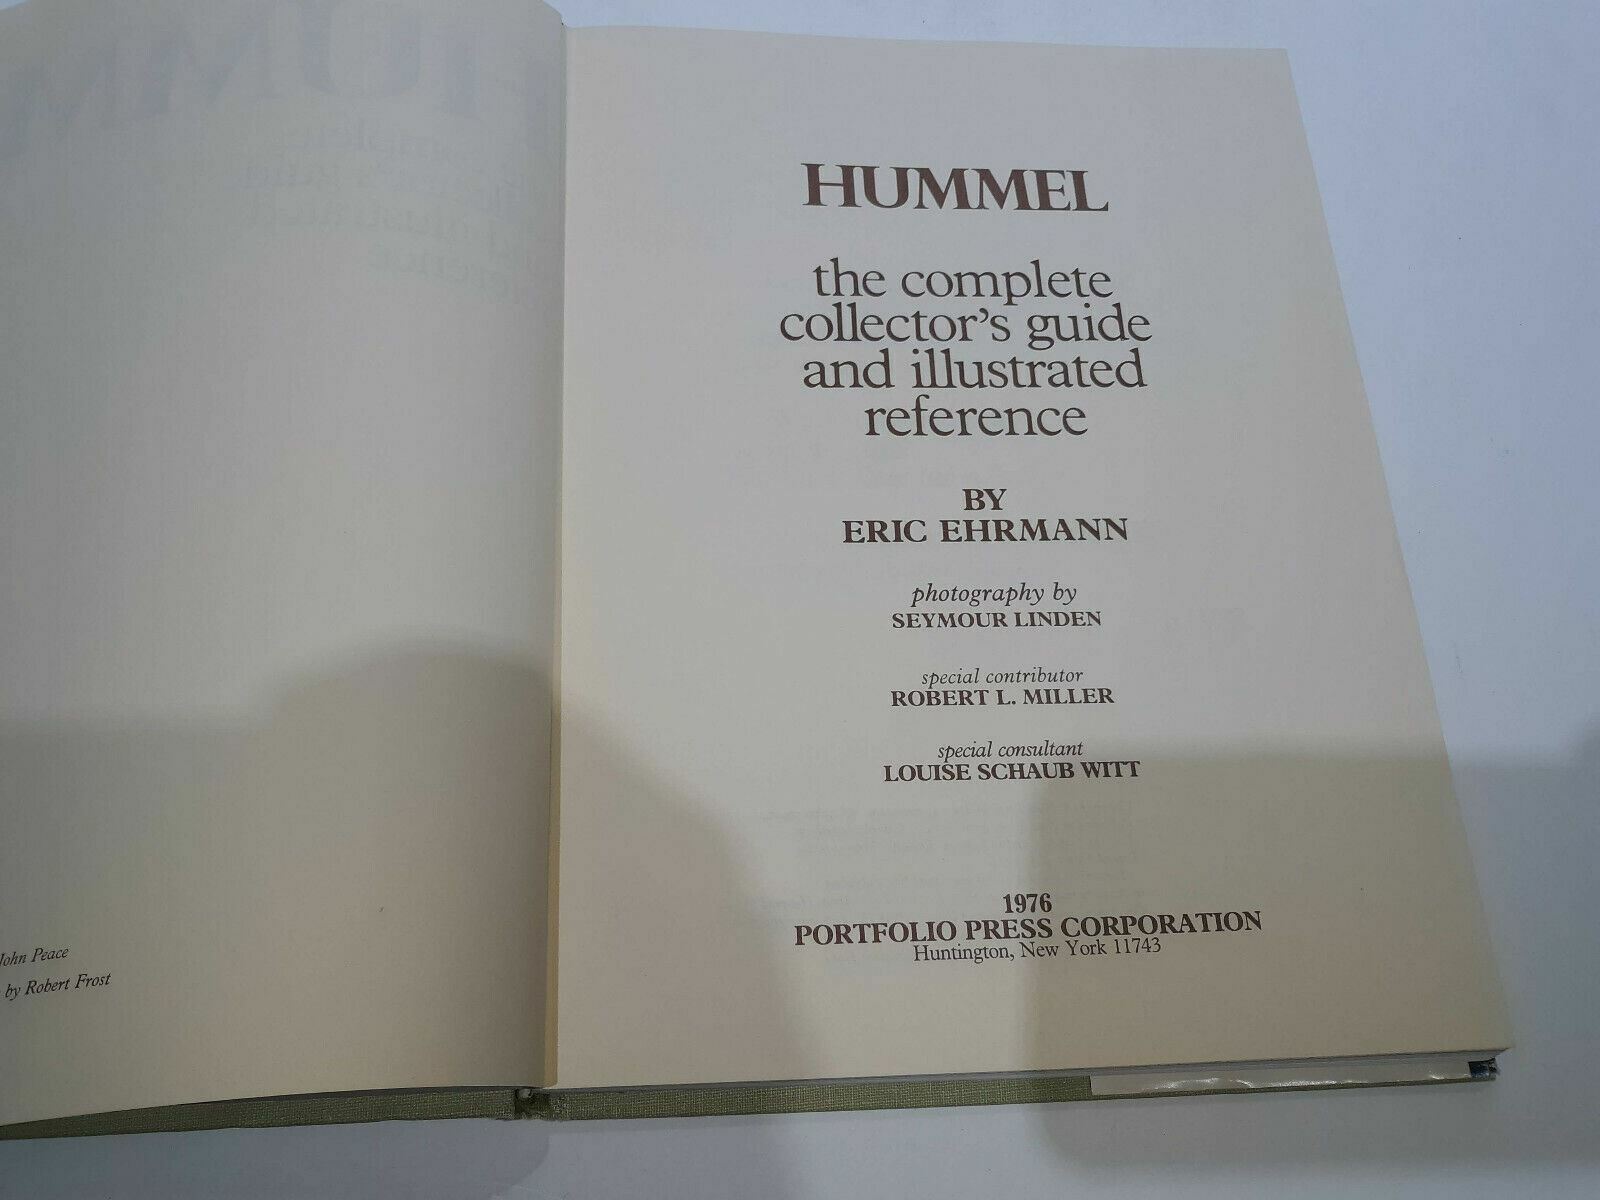 HUMMEL
the complete
collector's guide
and illustrated
reference
BY
ERIC EHRMANN
photography by
SEYMOUR LINDEN
special contributor
ROBERT L. MILLER
special consultant
LOUISE SCHAUB WITT
1976
PORTFOLIO PRESS CORPORATION
Huntington, New York 11743
John Peace
by Robert Frost